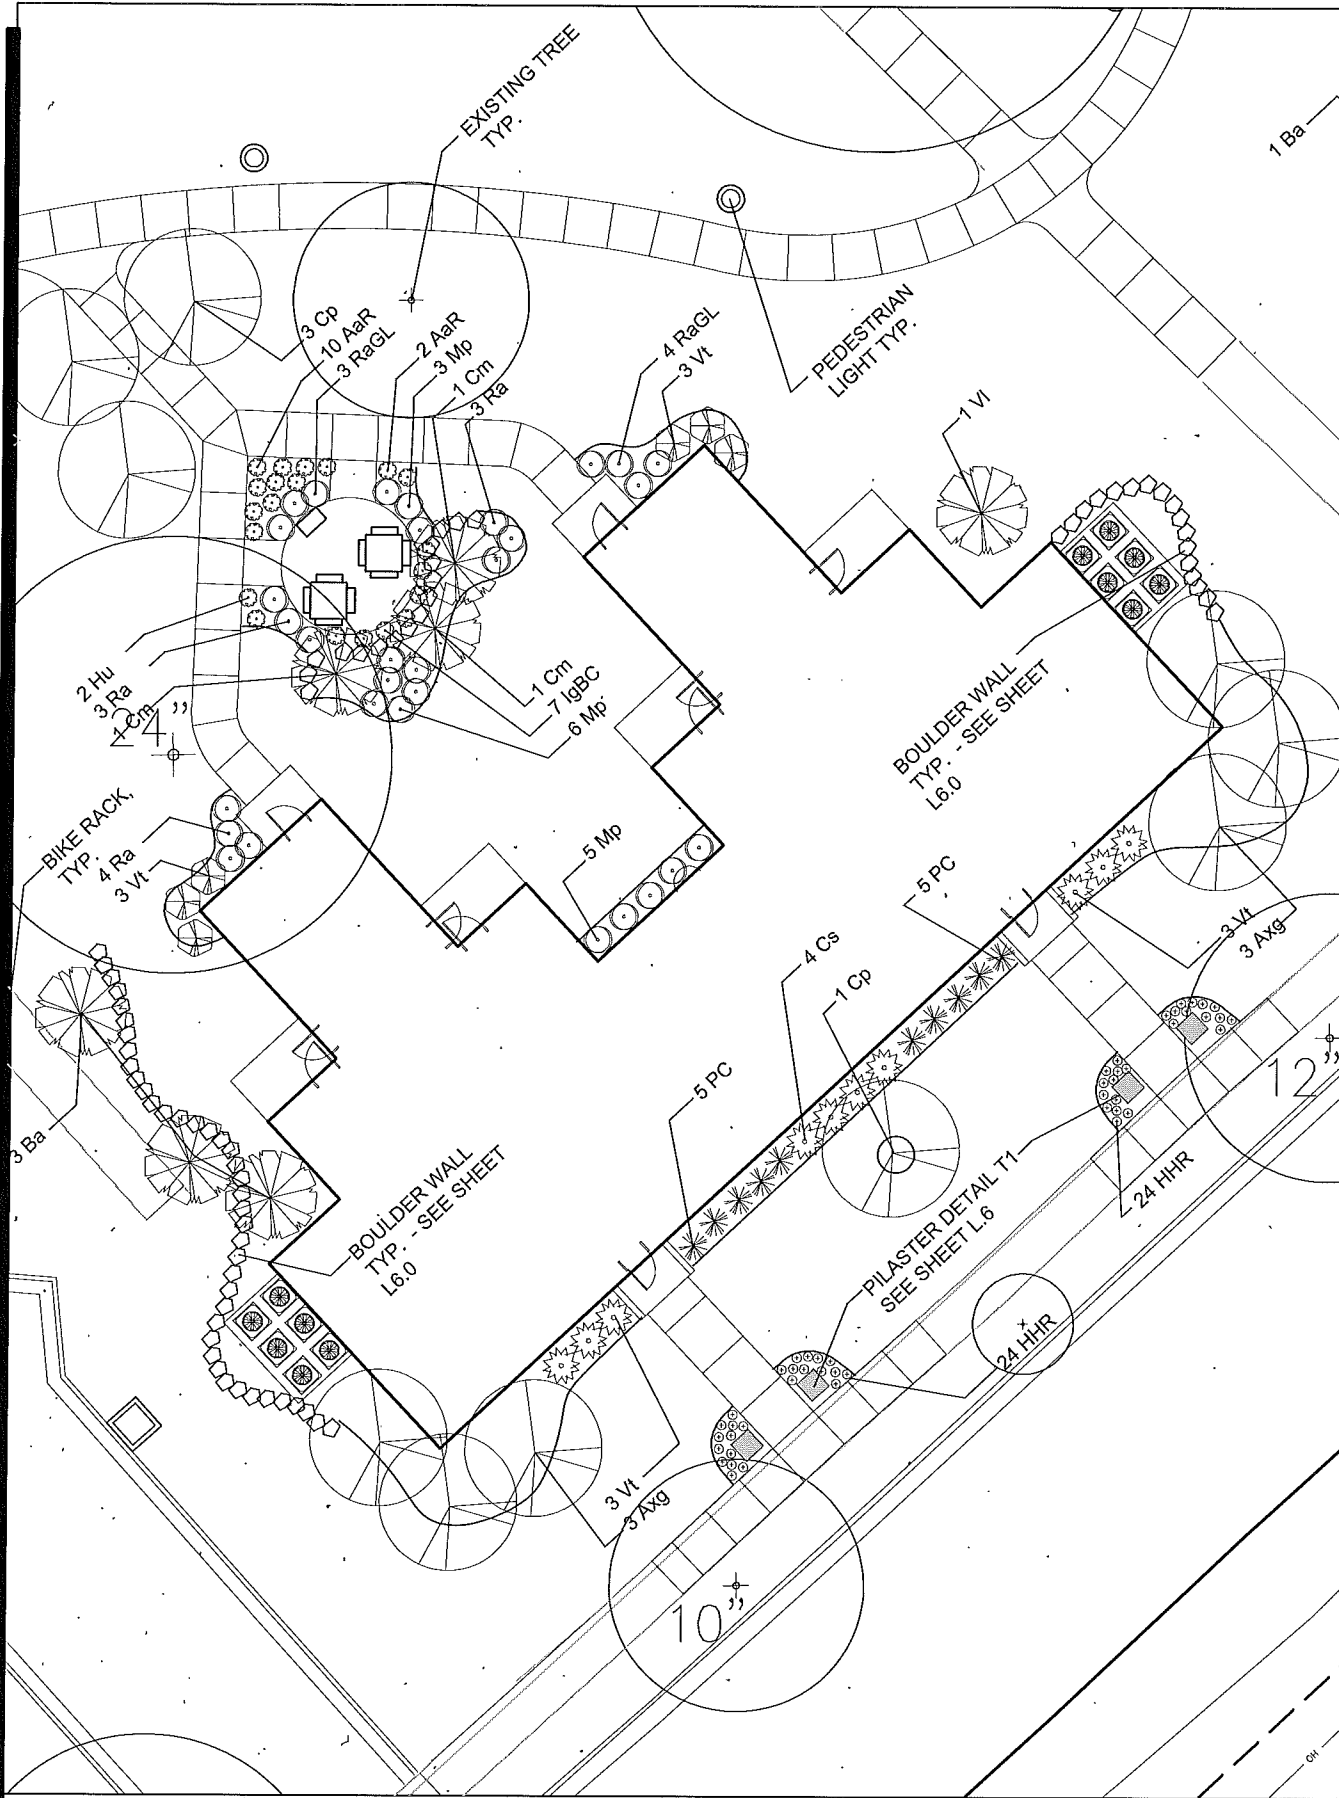 EXISTING TREE
TYP.
1 Ba
3 Cp
10 AaR
3 RaGL
2 AaR
3 Mp
1 Cm
3 Ra
4 RaGL
3 Vt
PEDESTRIAN
LIGHT TYP.
1 Vl
2 Hu
3 Ra
1 Cm
24"
1 Cm
7 IgBC
6 Mp
BOULDER WALL
TYP. - SEE SHEET
L6.0
BIKE RACK,
TYP.
4 Ra
3 Vt
5 Mp
5 PC
4 Cs
1 Cp
3 Vt
3 Axg
12"
5 PC
3 Ba
BOULDER WALL
TYP. - SEE SHEET
L6.0
PILASTER DETAIL T1
SEE SHEET L.6
24 HHR
24 HHR
3 Vt
3 Axg
10"
OH